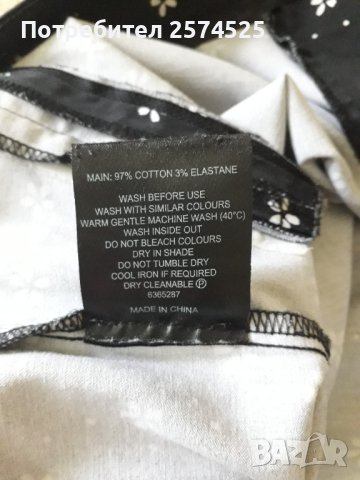 Потребител 2574525
MAIN: 97% COTTON 3% ELASTANE
WASH BEFORE USE
WASH WITH SIMILAR COLOURS
WARM GENTLE MACHINE WASH (40°C)
WASH INSIDE OUT
DO NOT BLEACH COLOURS
DRY IN SHADE
DO NOT TUMBLE DRY
COOL IRON IF REQUIRED
DRY CLEANABLE Ⓟ
6365287
MADE IN CHINA
BAZAR